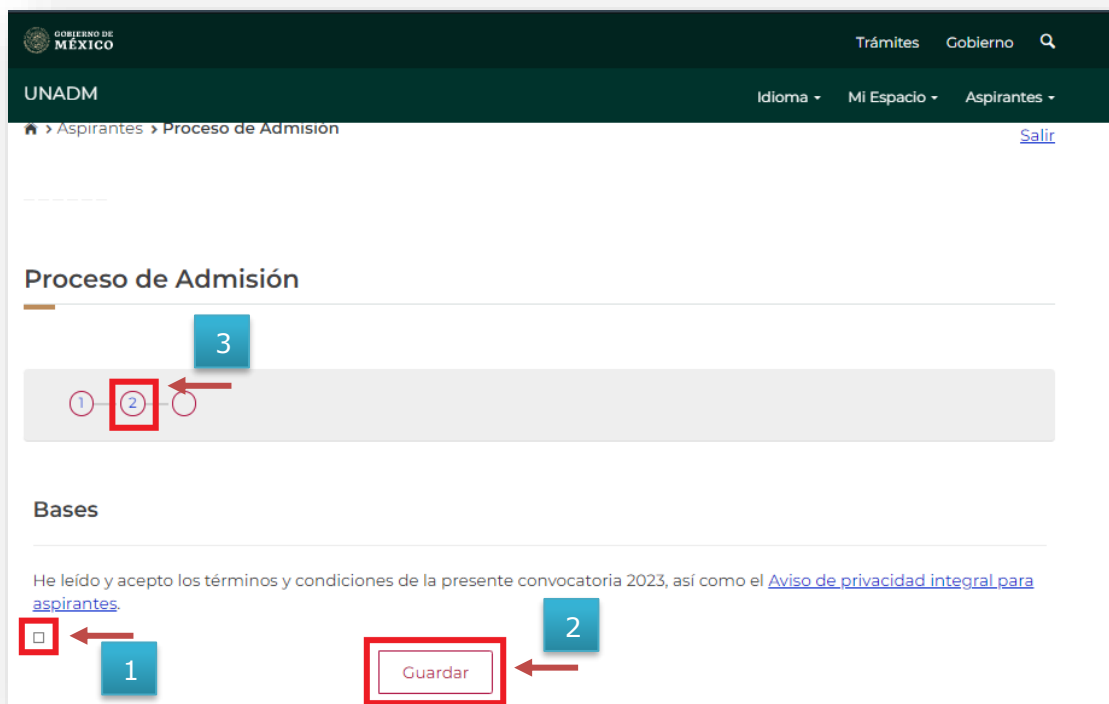 GOBIERNO DE
MÉXICO
Trámites Gobierno
UNADM
Idioma Mi Espacio Aspirantes
> Aspirantes > Proceso de Admisión
Salir
Proceso de Admisión
3
1 2
Bases
He leído y acepto los términos y condiciones de la presente convocatoria 2023, así como el Aviso de privacidad integral para
aspirantes.
2
1
Guardar